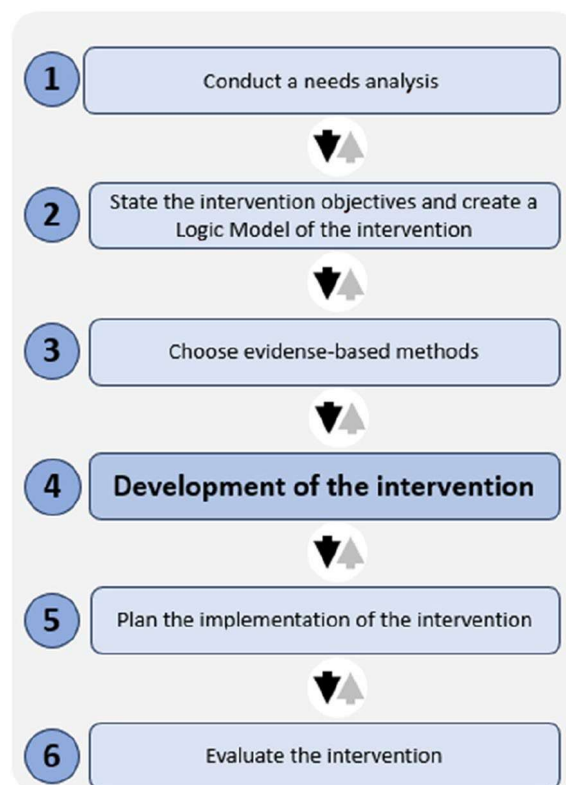 1 Conduct a needs analysis
2 State the intervention objectives and create a
Logic Model of the intervention
3 Choose evidense-based methods
4 Development of the intervention
5 Plan the implementation of the intervention
6 Evaluate the intervention